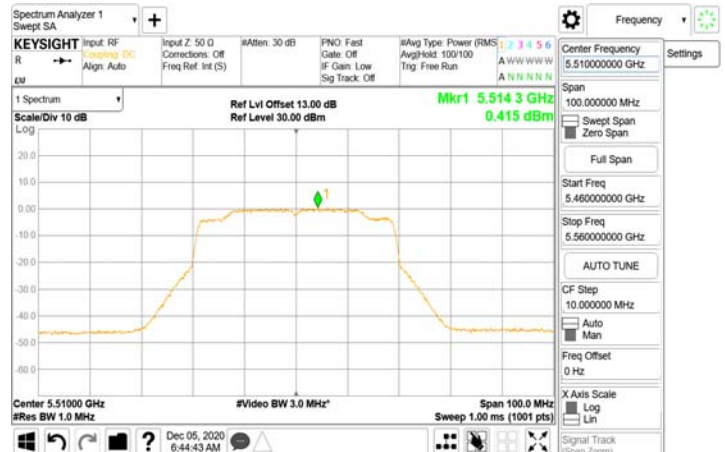 Spectrum Analyzer 1
Swept SA
+
Frequency
KEYSIGHT
R
Input: RF
Coupling: DC
Align: Auto
Input Z: 50 Ω
Corrections: Off
Freq Ref: Int (S)
#Atten: 30 dB
PNO: Fast
Gate: Off
IF Gain: Low
Sig Track: Off
#Avg Type: Power (RMS
Avg|Hold: 100/100
Trig: Free Run
1 2 3 4 5 6
A W W W W W
A N N N N N
Settings
1 Spectrum
Scale/Div 10 dB
Log
Ref Lvl Offset 13.00 dB
Ref Level 30.00 dBm
Mkr1 5.514 3 GHz
0.415 dBm
20.0
10.0
0.00
-10.0
-20.0
-30.0
-40.0
-50.0
-60.0
1
Center 5.51000 GHz
#Res BW 1.0 MHz
#Video BW 3.0 MHz*
Span 100.0 MHz
Sweep 1.00 ms (1001 pts)
Center Frequency
5.510000000 GHz
Span
100.000000 MHz
Swept Span
Zero Span
Full Span
Start Freq
5.460000000 GHz
Stop Freq
5.560000000 GHz
AUTO TUNE
CF Step
10.000000 MHz
Auto
Man
Freq Offset
0 Hz
X Axis Scale
Log
Lin
Signal Track
(Span Zoom)
?
Dec 05, 2020
6:44:43 AM